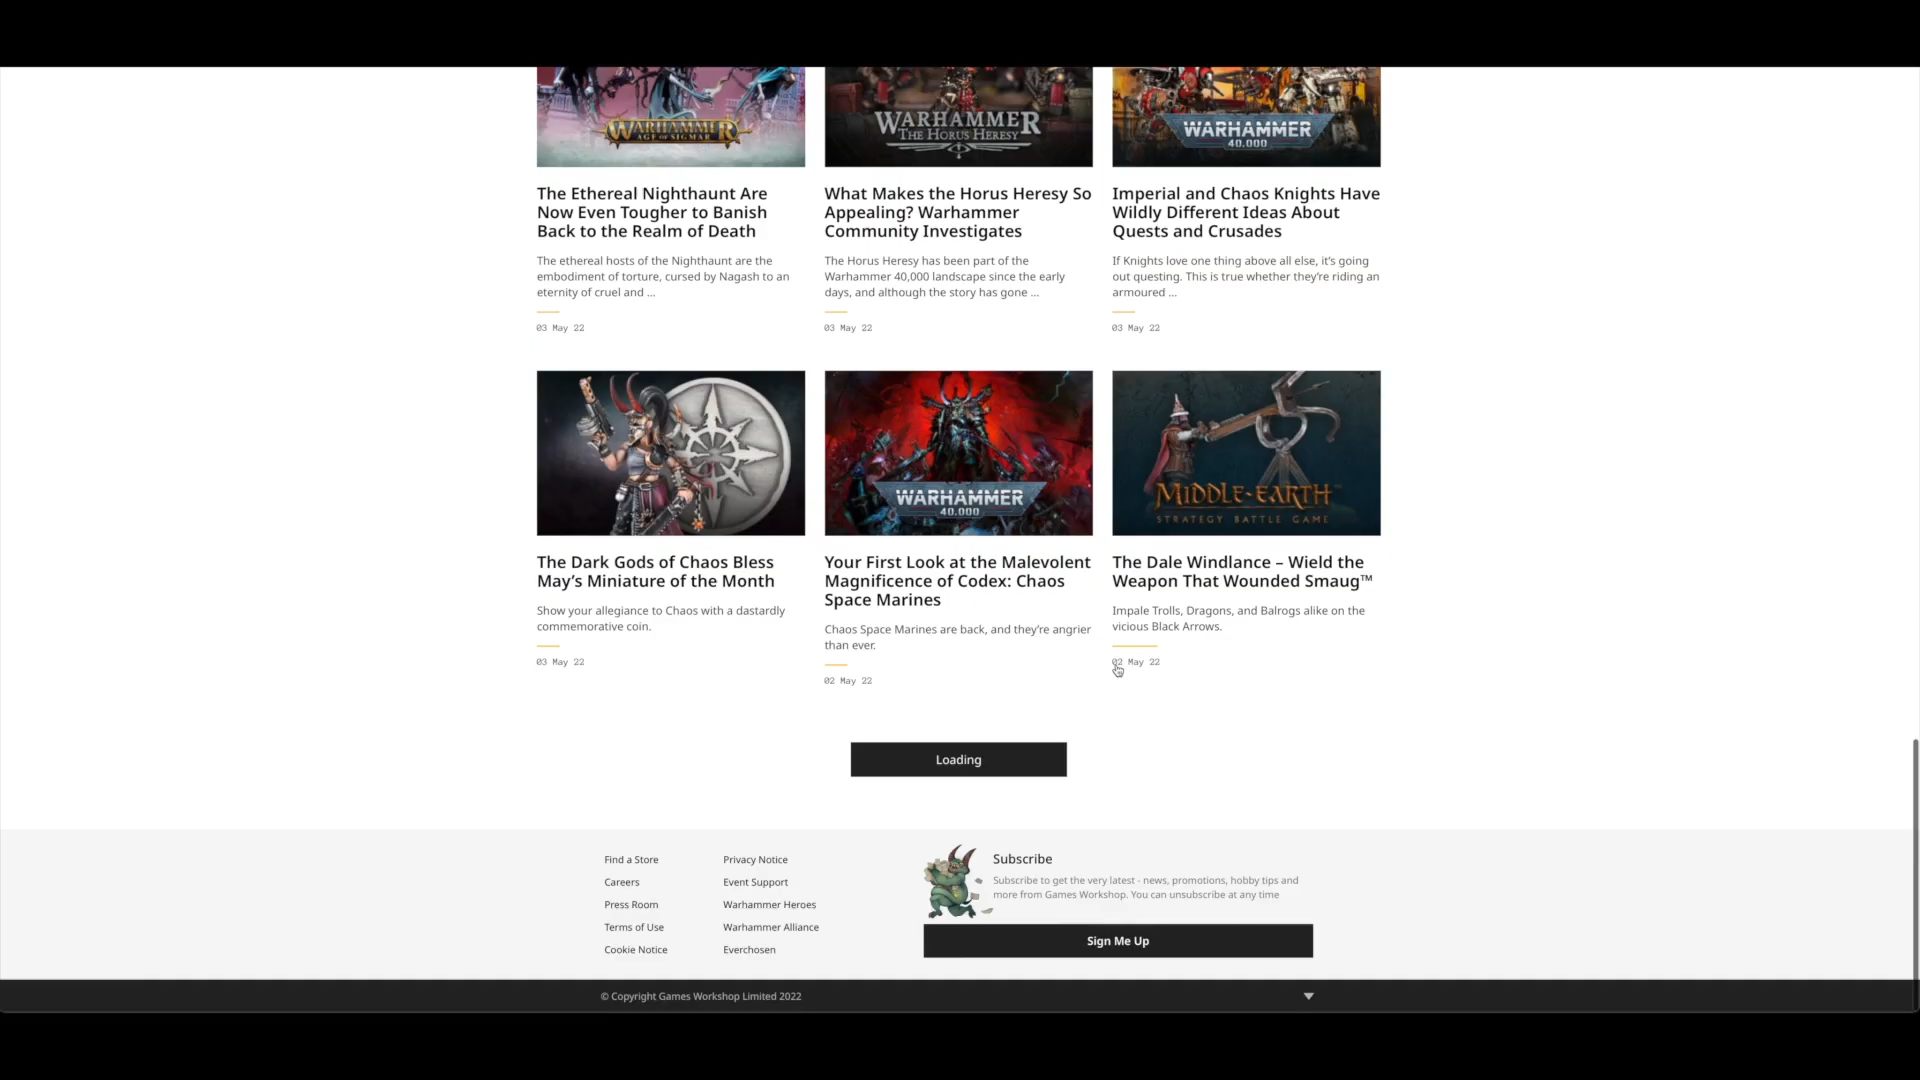 WARHAMMER
AGE OF SIGMAR
WARHAMMER
THE HORUS HERESY
WARHAMMER
40,000
The Ethereal Nighthaunt Are
Now Even Tougher to Banish
Back to the Realm of Death
The ethereal hosts of the Nighthaunt are the
embodiment of torture, cursed by Nagash to an
eternity of cruel and ...
03 May 22
What Makes the Horus Heresy So
Appealing? Warhammer
Community Investigates
The Horus Heresy has been part of the
Warhammer 40,000 landscape since the early
days, and although the story has gone ...
03 May 22
Imperial and Chaos Knights Have
Wildly Different Ideas About
Quests and Crusades
If Knights love one thing above all else, it's going
out questing. This is true whether they're riding an
armoured ...
03 May 22
WARHAMMER
40,000
MIDDLE-EARTH™
STRATEGY BATTLE GAME
The Dark Gods of Chaos Bless
May's Miniature of the Month
Show your allegiance to Chaos with a dastardly
commemorative coin.
03 May 22
Your First Look at the Malevolent
Magnificence of Codex: Chaos
Space Marines
Chaos Space Marines are back, and they're angrier
than ever.
02 May 22
The Dale Windlance – Wield the
Weapon That Wounded Smaug™
Impale Trolls, Dragons, and Balrogs alike on the
vicious Black Arrows.
02 May 22
Loading
Find a Store
Careers
Press Room
Terms of Use
Cookie Notice
Privacy Notice
Event Support
Warhammer Heroes
Warhammer Alliance
Everchosen
Subscribe
Subscribe to get the very latest - news, promotions, hobby tips and
more from Games Workshop. You can unsubscribe at any time
Sign Me Up
© Copyright Games Workshop Limited 2022